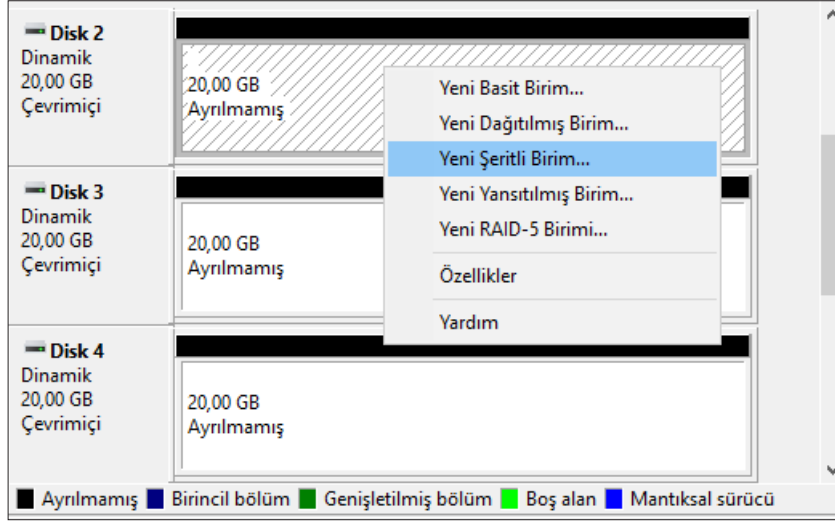 Disk 2
Dinamik
20,00 GB
Çevrimiçi
20,00 GB
Ayrılmamış
Yeni Basit Birim...
Yeni Dağıtılmış Birim...
Yeni Şeritli Birim...
Yeni Yansıtılmış Birim...
Yeni RAID-5 Birimi...
Özellikler
Yardım
Disk 3
Dinamik
20,00 GB
Çevrimiçi
20,00 GB
Ayrılmamış
Disk 4
Dinamik
20,00 GB
Çevrimiçi
20,00 GB
Ayrılmamış
Ayrılmamış Birincil bölüm Genişletilmiş bölüm Boş alan Mantıksal sürücü